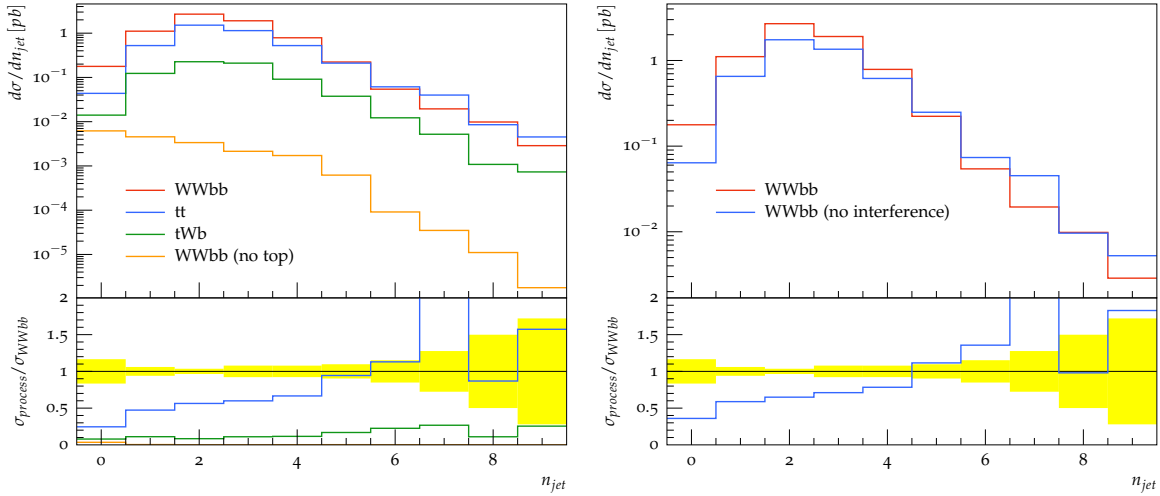 dσ/dn_jet [pb]
1
10^-1
10^-2
10^-3
10^-4
10^-5
WWbb
tt
tWb
WWbb (no top)
σ_process/σ_WWbb
2
1.5
1
0.5
0
0 2 4 6 8
n_jet
dσ/dn_jet [pb]
1
10^-1
10^-2
WWbb
WWbb (no interference)
σ_process/σ_WWbb
2
1.5
1
0.5
0
0 2 4 6 8
n_jet